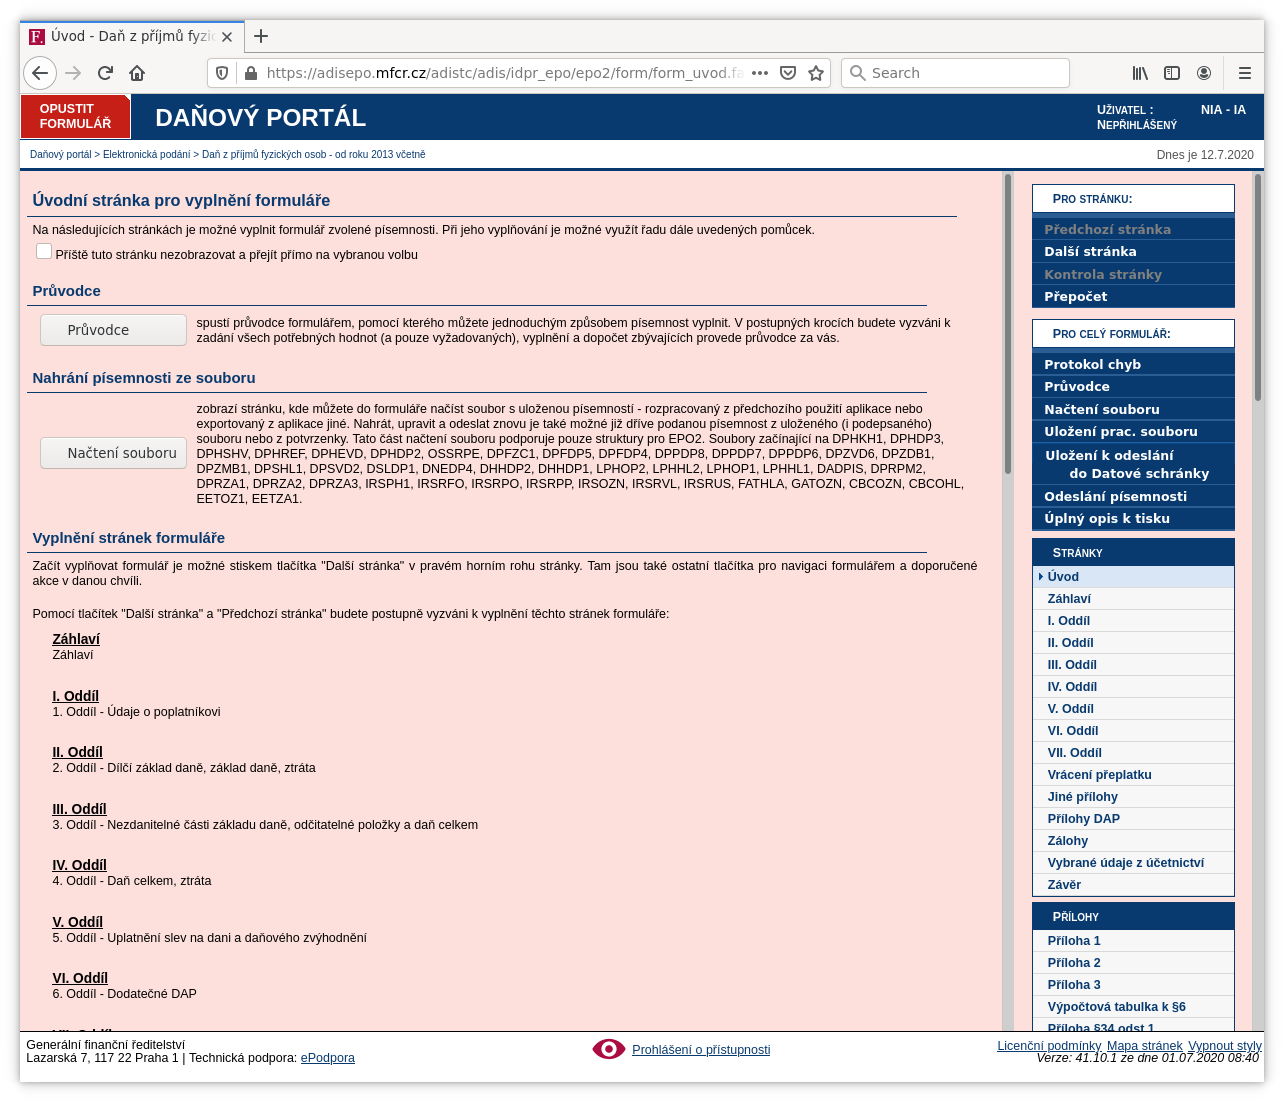 Úvod - Daň z příjmů fyzic
https://adisepo.mfcr.cz/adistc/adis/idpr_epo/epo2/form/form_uvod.fa
Search
OPUSTIT
FORMULÁŘ
DAŇOVÝ PORTÁL
UŽIVATEL :
NEPŘIHLÁŠENÝ
NIA - IA
Daňový portál > Elektronická podání > Daň z příjmů fyzických osob - od roku 2013 včetně
Dnes je 12.7.2020
Úvodní stránka pro vyplnění formuláře
Na následujících stránkách je možné vyplnit formulář zvolené písemnosti. Při jeho vyplňování je možné využít řadu dále uvedených pomůcek.
Příště tuto stránku nezobrazovat a přejít přímo na vybranou volbu
Průvodce
Průvodce
spustí průvodce formulářem, pomocí kterého můžete jednoduchým způsobem písemnost vyplnit. V postupných krocích budete vyzváni k
zadání všech potřebných hodnot (a pouze vyžadovaných), vyplnění a dopočet zbývajících provede průvodce za vás.
Nahrání písemnosti ze souboru
Načtení souboru
zobrazí stránku, kde můžete do formuláře načíst soubor s uloženou písemností - rozpracovaný z předchozího použití aplikace nebo
exportovaný z aplikace jiné. Nahrát, upravit a odeslat znovu je také možné již dříve podanou písemnost z uloženého (i podepsaného)
souboru nebo z potvrzenky. Tato část načtení souboru podporuje pouze struktury pro EPO2. Soubory začínající na DPHKH1, DPHDP3,
DPHSHV, DPHREF, DPHEVD, DPHDP2, OSSRPE, DPFZC1, DPFDP5, DPFDP4, DPPDP8, DPPDP7, DPPDP6, DPZVD6, DPZDB1,
DPZMB1, DPSHL1, DPSVD2, DSLDP1, DNEDP4, DHHDP2, DHHDP1, LPHOP2, LPHHL2, LPHOP1, LPHHL1, DADPIS, DPRPM2,
DPRZA1, DPRZA2, DPRZA3, IRSPH1, IRSRFO, IRSRPO, IRSRPP, IRSOZN, IRSRVL, IRSRUS, FATHLA, GATOZN, CBCOZN, CBCOHL,
EETOZ1, EETZA1.
Vyplnění stránek formuláře
Začít vyplňovat formulář je možné stiskem tlačítka "Další stránka" v pravém horním rohu stránky. Tam jsou také ostatní tlačítka pro navigaci formulářem a doporučené
akce v danou chvíli.
Pomocí tlačítek "Další stránka" a "Předchozí stránka" budete postupně vyzváni k vyplnění těchto stránek formuláře:
Záhlaví
Záhlaví
I. Oddíl
1. Oddíl - Údaje o poplatníkovi
II. Oddíl
2. Oddíl - Dílčí základ daně, základ daně, ztráta
III. Oddíl
3. Oddíl - Nezdanitelné části základu daně, odčitatelné položky a daň celkem
IV. Oddíl
4. Oddíl - Daň celkem, ztráta
V. Oddíl
5. Oddíl - Uplatnění slev na dani a daňového zvýhodnění
VI. Oddíl
6. Oddíl - Dodatečné DAP
VII. Oddíl
PRO STRÁNKU:
Předchozí stránka
Další stránka
Kontrola stránky
Přepočet
PRO CELÝ FORMULÁŘ:
Protokol chyb
Průvodce
Načtení souboru
Uložení prac. souboru
Uložení k odeslání
do Datové schránky
Odeslání písemnosti
Úplný opis k tisku
STRÁNKY
Úvod
Záhlaví
I. Oddíl
II. Oddíl
III. Oddíl
IV. Oddíl
V. Oddíl
VI. Oddíl
VII. Oddíl
Vrácení přeplatku
Jiné přílohy
Přílohy DAP
Zálohy
Vybrané údaje z účetnictví
Závěr
PŘÍLOHY
Příloha 1
Příloha 2
Příloha 3
Výpočtová tabulka k §6
Příloha §34 odst.1
Generální finanční ředitelství
Lazarská 7, 117 22 Praha 1 | Technická podpora: ePodpora
Prohlášení o přístupnosti
Licenční podmínky Mapa stránek Vypnout styly
Verze: 41.10.1 ze dne 01.07.2020 08:40